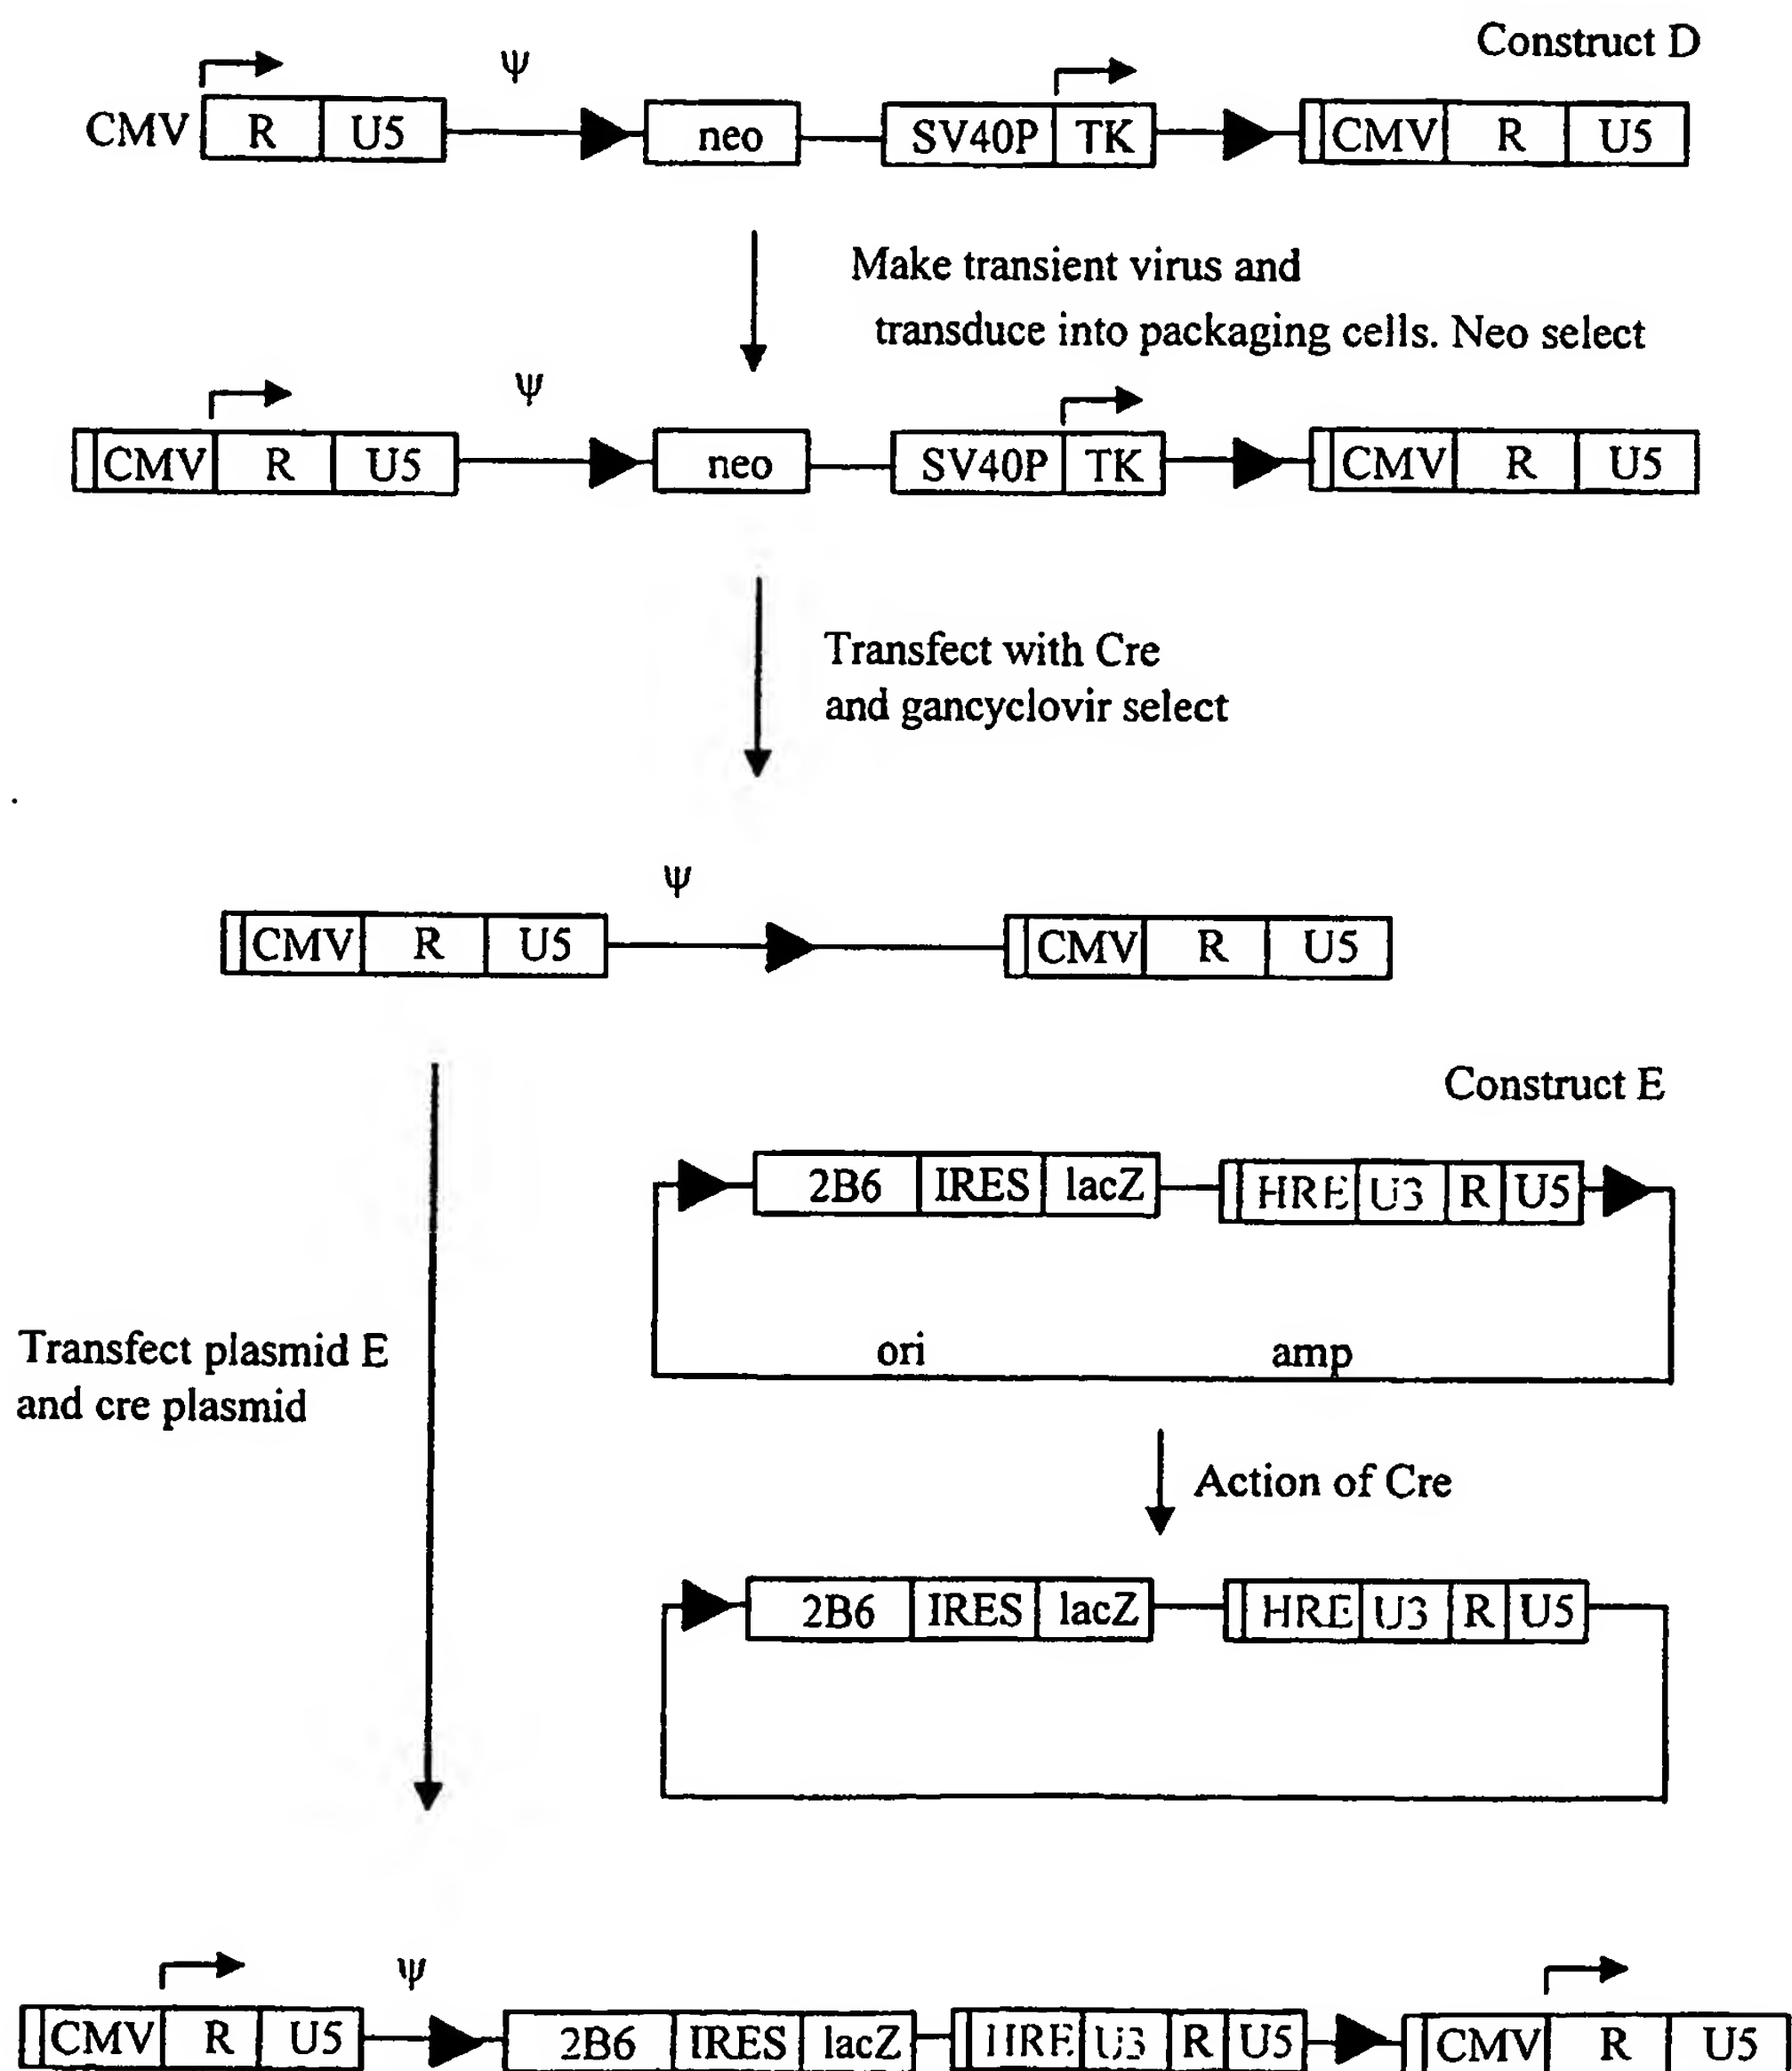 Construct D
ψ
CMV R U5 neo SV40P TK CMV R U5
Make transient virus and
transduce into packaging cells. Neo select
ψ
CMV R U5 neo SV40P TK CMV R U5
Transfect with Cre
and gancyclovir select
ψ
CMV R U5 CMV R U5
Construct E
2B6 IRES lacZ HRE U3 R U5
ori amp
Transfect plasmid E
and cre plasmid
Action of Cre
2B6 IRES lacZ HRE U3 R U5
ψ
CMV R U5 2B6 IRES lacZ HRE U3 R U5 CMV R U5